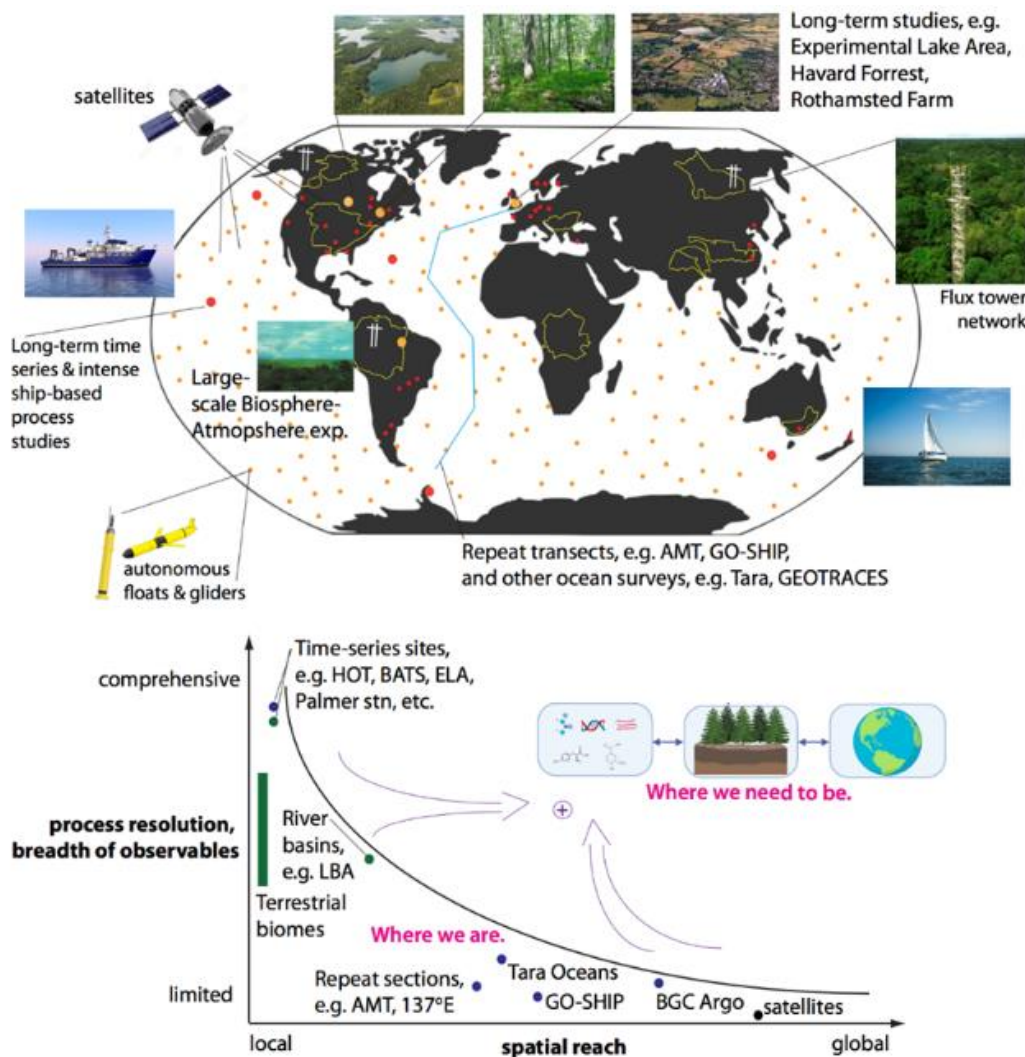 Long-term studies, e.g.
Experimental Lake Area,
Havard Forrest,
Rothamsted Farm
satellites
Flux tower
network
Long-term time
series & intense
ship-based
process
studies
Large-
scale Biosphere-
Atmopshere exp.
autonomous
floats & gliders
Repeat transects, e.g. AMT, GO-SHIP,
and other ocean surveys, e.g. Tara, GEOTRACES
comprehensive
Time-series sites,
e.g. HOT, BATS, ELA,
Palmer stn, etc.
Where we need to be.
process resolution,
breadth of observables
River
basins,
e.g. LBA
Terrestrial
biomes
Where we are.
Tara Oceans
Repeat sections,
e.g. AMT, 137°E
GO-SHIP
BGC Argo
satellites
limited
local
spatial reach
global